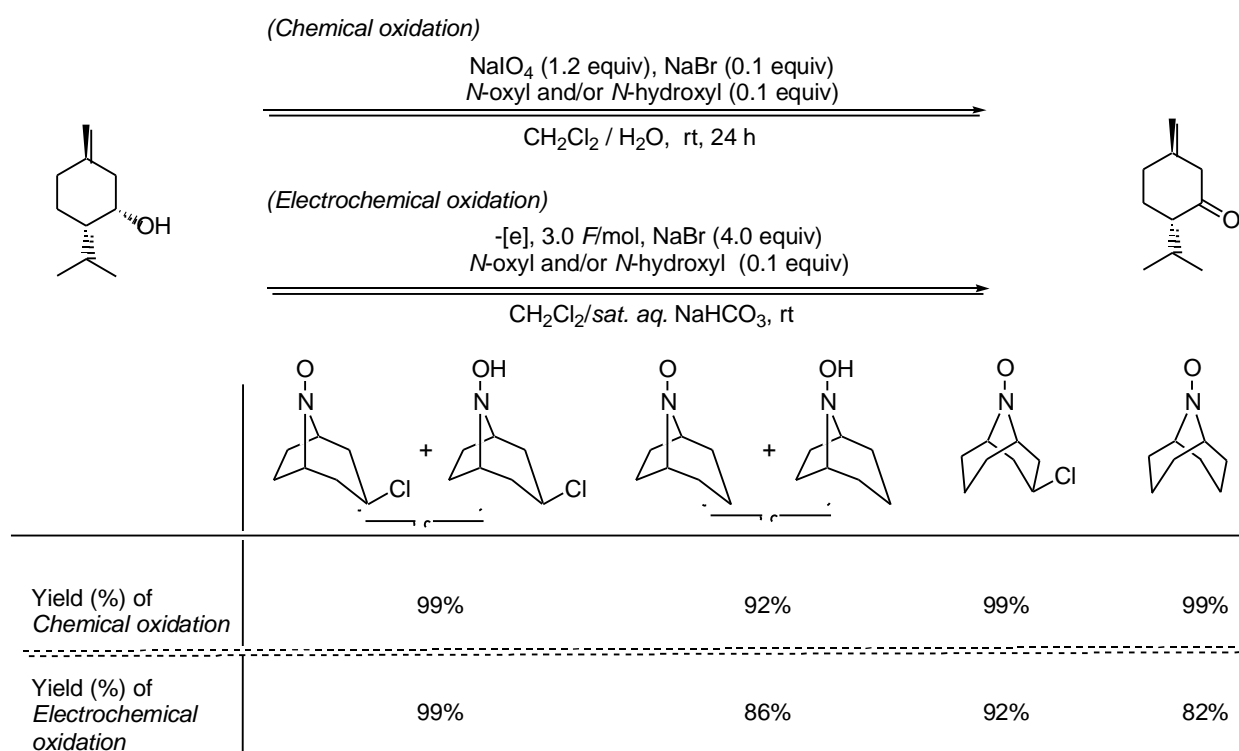 (Chemical oxidation)
NaIO4 (1.2 equiv), NaBr (0.1 equiv)
N-oxyl and/or N-hydroxyl (0.1 equiv)
CH2Cl2 / H2O, rt, 24 h
OH
O
(Electrochemical oxidation)
-[e], 3.0 F/mol, NaBr (4.0 equiv)
N-oxyl and/or N-hydroxyl (0.1 equiv)
CH2Cl2/sat. aq. NaHCO3, rt
O OH O OH O O
N N N N N N
+ +
Cl Cl Cl
Yield (%) of
Chemical oxidation 99% 92% 99% 99%
Yield (%) of
Electrochemical
oxidation 99% 86% 92% 82%